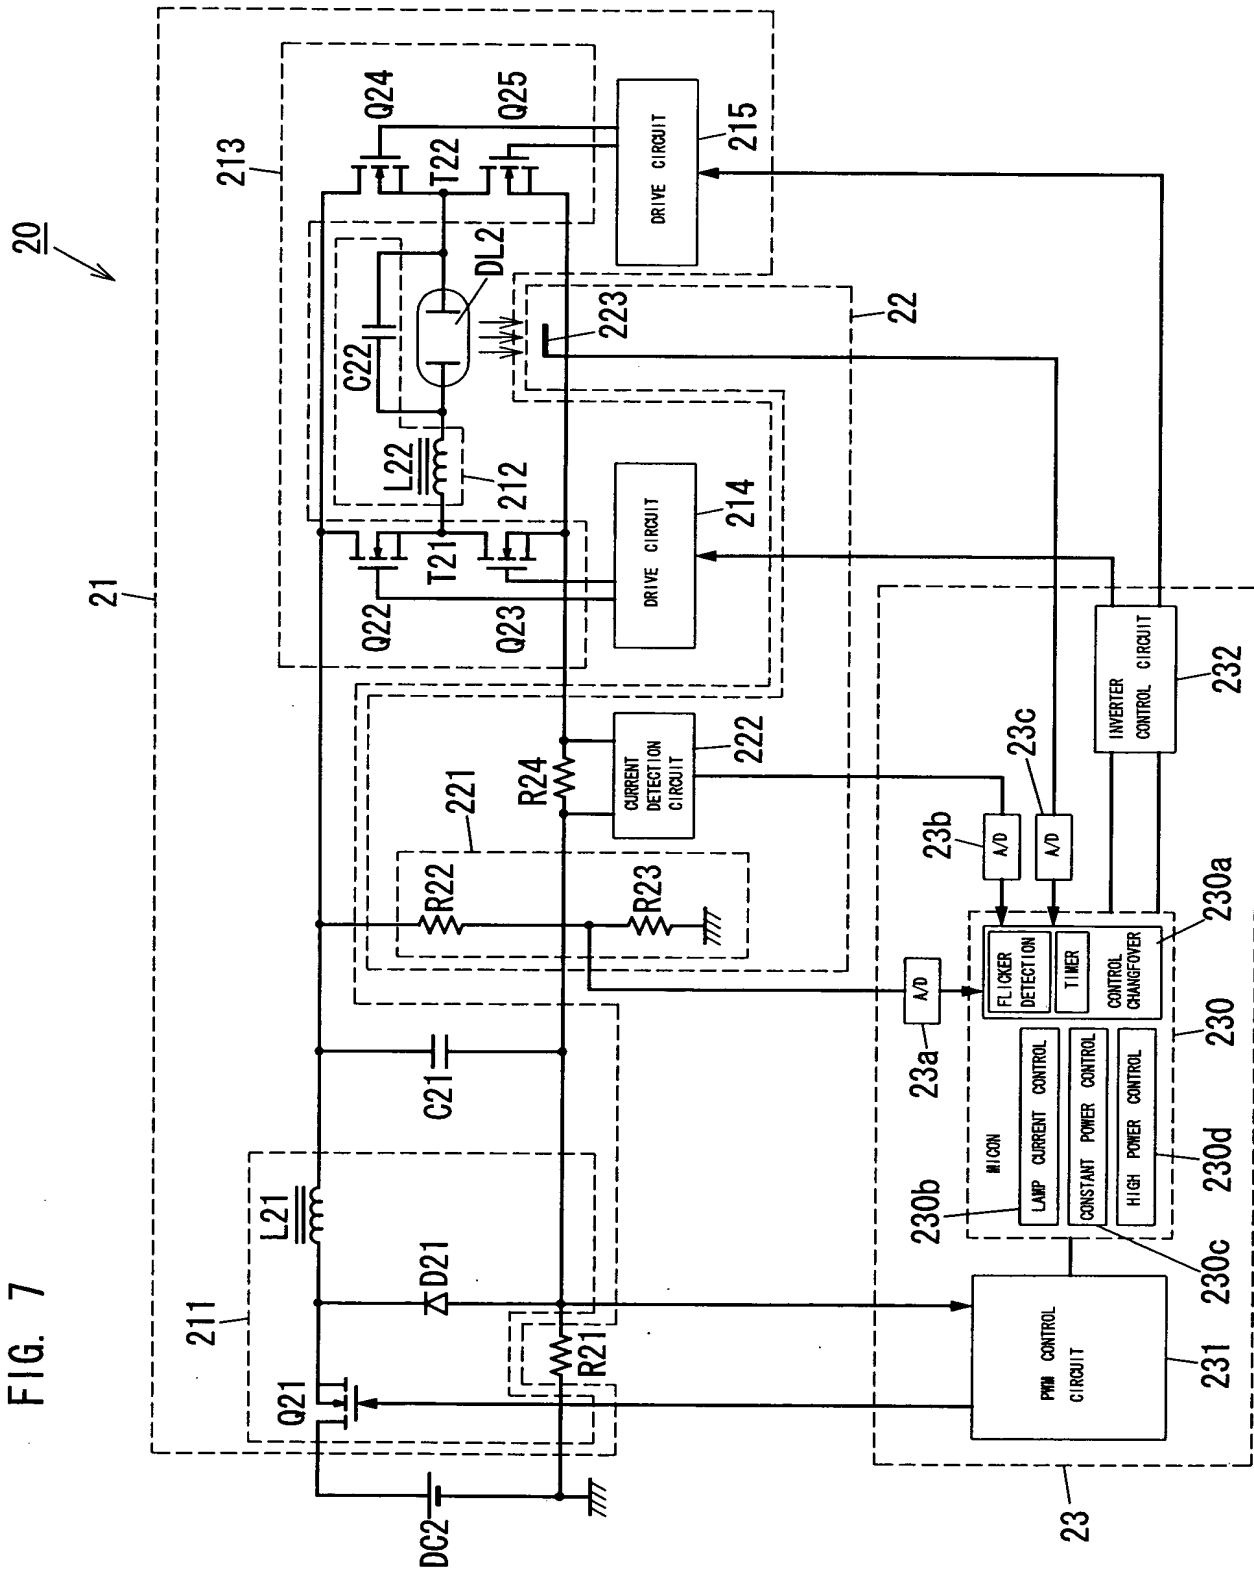 FIG. 7
20
21
211
Q21
L21
D21
R21
DC2
C21
221
R22
R23
R24
CURRENT
DETECTION
CIRCUIT
222
213
Q22
Q23
T21
L22
212
C22
DL2
T22
Q24
Q25
223
22
DRIVE CIRCUIT
214
DRIVE CIRCUIT
215
23
PWM CONTROL
CIRCUIT
231
MICON
230b
LAMP CURRENT CONTROL
CONSTANT POWER CONTROL
230c
HIGH POWER CONTROL
230d
230
FLICKER
DETECTION
TIMER
CONTROL
CHANGFOVER
230a
A/D
23a
A/D
23b
A/D
23c
INVERTER
CONTROL CIRCUIT
232